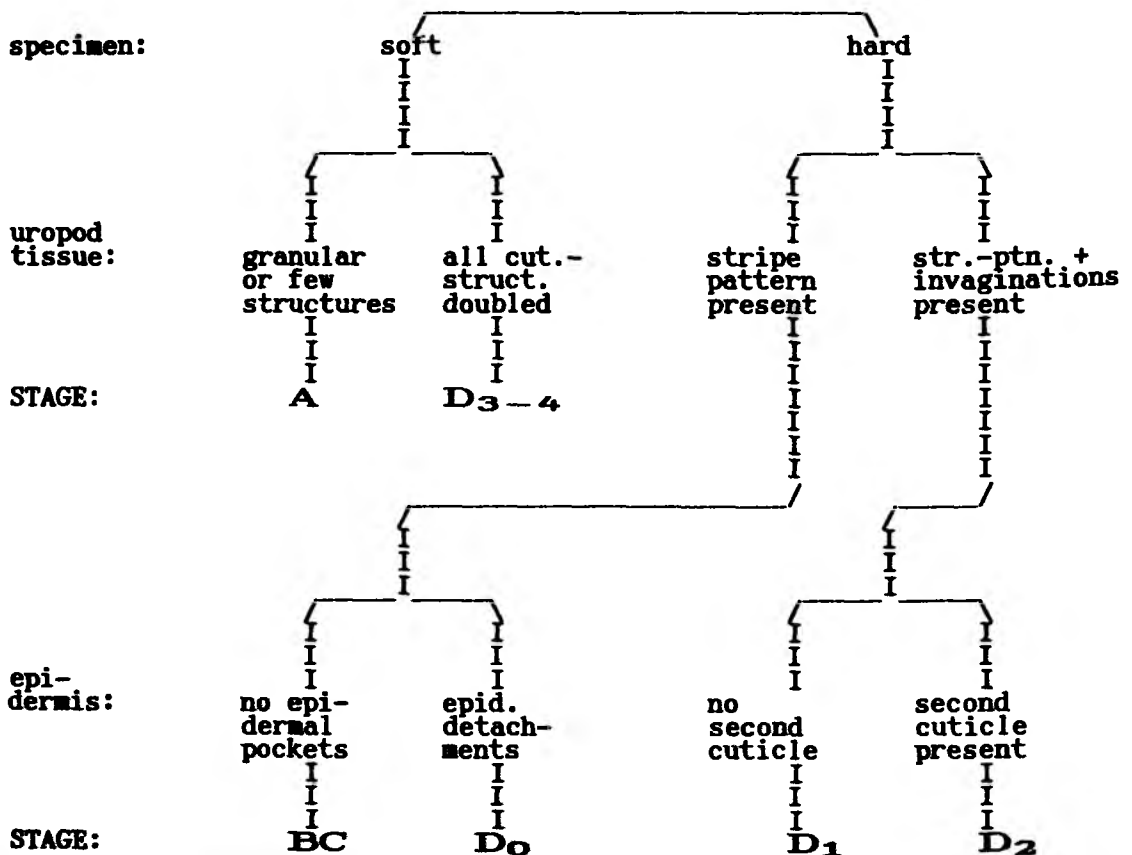 specimen: soft hard
uropod
tissue: granular all cut.- stripe str.-ptn. +
or few struct. pattern invaginations
structures doubled present present
STAGE: A D3-4
epi-
dermis: no epi- epid. no second
dermal detach- second cuticle
pockets ments cuticle present
STAGE: BC D0 D1 D2